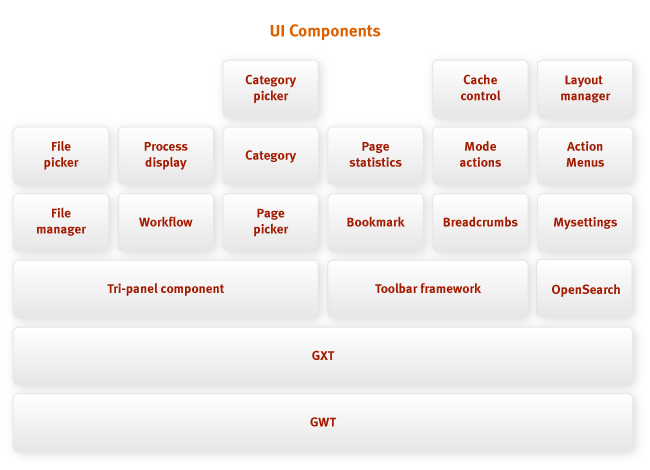 UI Components
Category
picker
Cache
control
Layout
manager
File
picker
Process
display
Category
Page
statistics
Mode
actions
Action
Menus
File
manager
Workflow
Page
picker
Bookmark
Breadcrumbs
Mysettings
Tri-panel component
Toolbar framework
OpenSearch
GXT
GWT